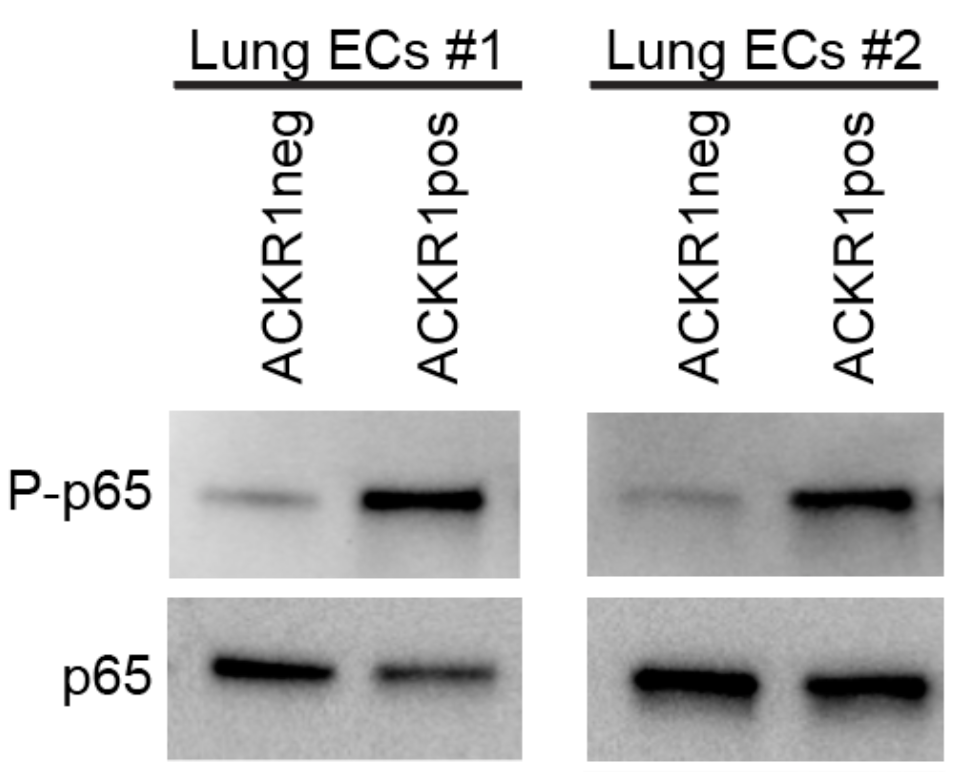 Lung ECs #1
Lung ECs #2
ACKR1neg
ACKR1pos
ACKR1neg
ACKR1pos
P-p65
p65